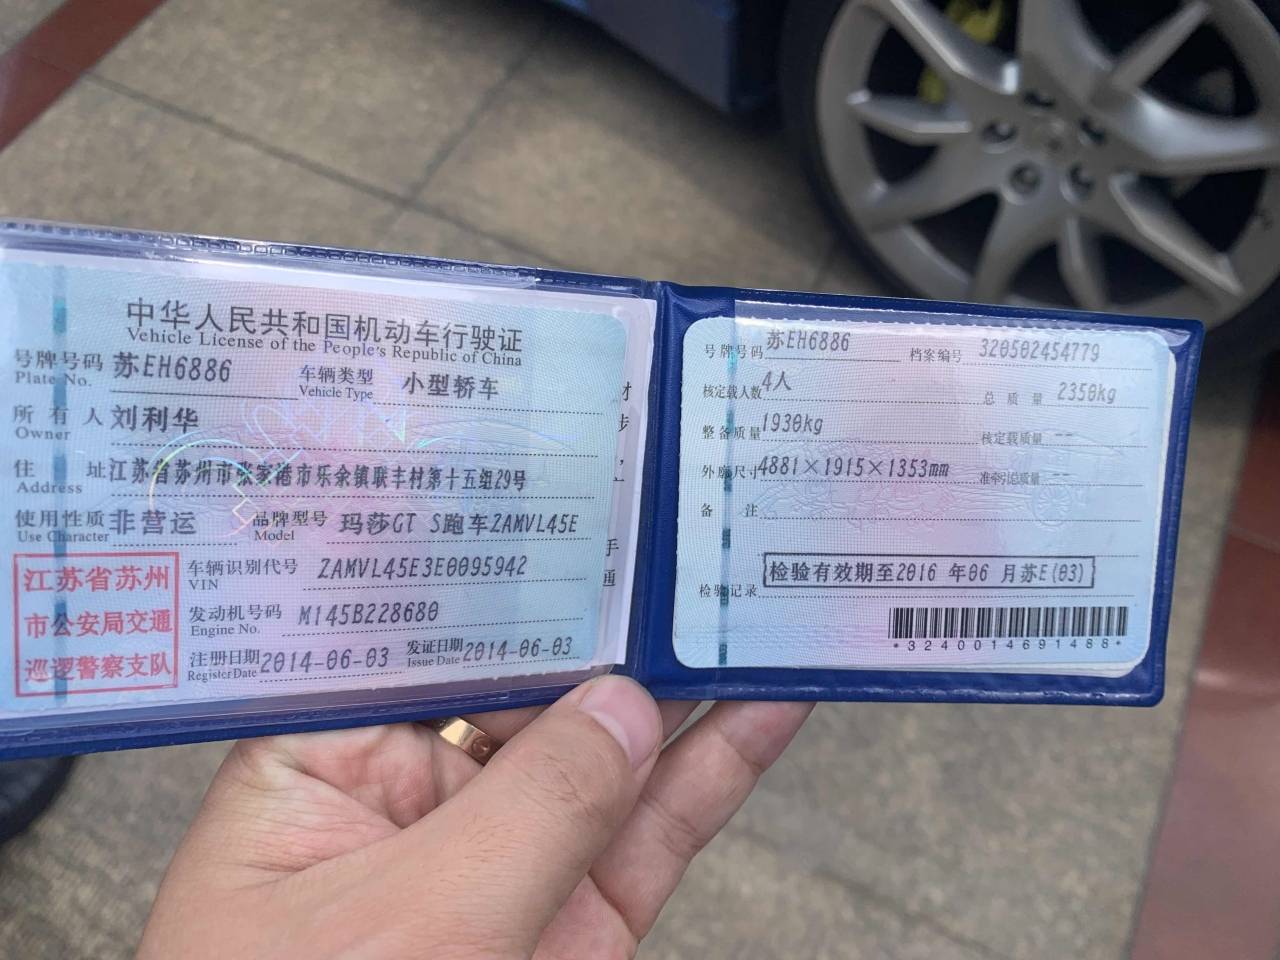 中华人民共和国机动车行驶证
Vehicle License of the People's Republic of China
号牌号码 苏EH6886 车辆类型 小型轿车
Plate No. Vehicle Type
所有人 刘利华
Owner
住址 江苏省苏州市张家港市乐余镇联丰村第十五组29号
Address
使用性质 非营运 品牌型号 玛莎GT S跑车ZAMVL45E
Use Character Model
江苏省苏州
市公安局交通
巡逻警察支队
车辆识别代号 ZAMVL45E3E0095942
VIN
发动机号码 M145B228680
Engine No.
注册日期 2014-06-03 发证日期 2014-06-03
Register Date Issue Date
号牌号码 苏EH6886 档案编号 320502454779
核定载人数 4人 总质量 2350kg
整备质量 1930kg 核定载质量 --
外廓尺寸 4881×1915×1353mm 准牵引总质量 --
备注
检验记录 检验有效期至2016 年06 月苏E(03)
*3240014691488*